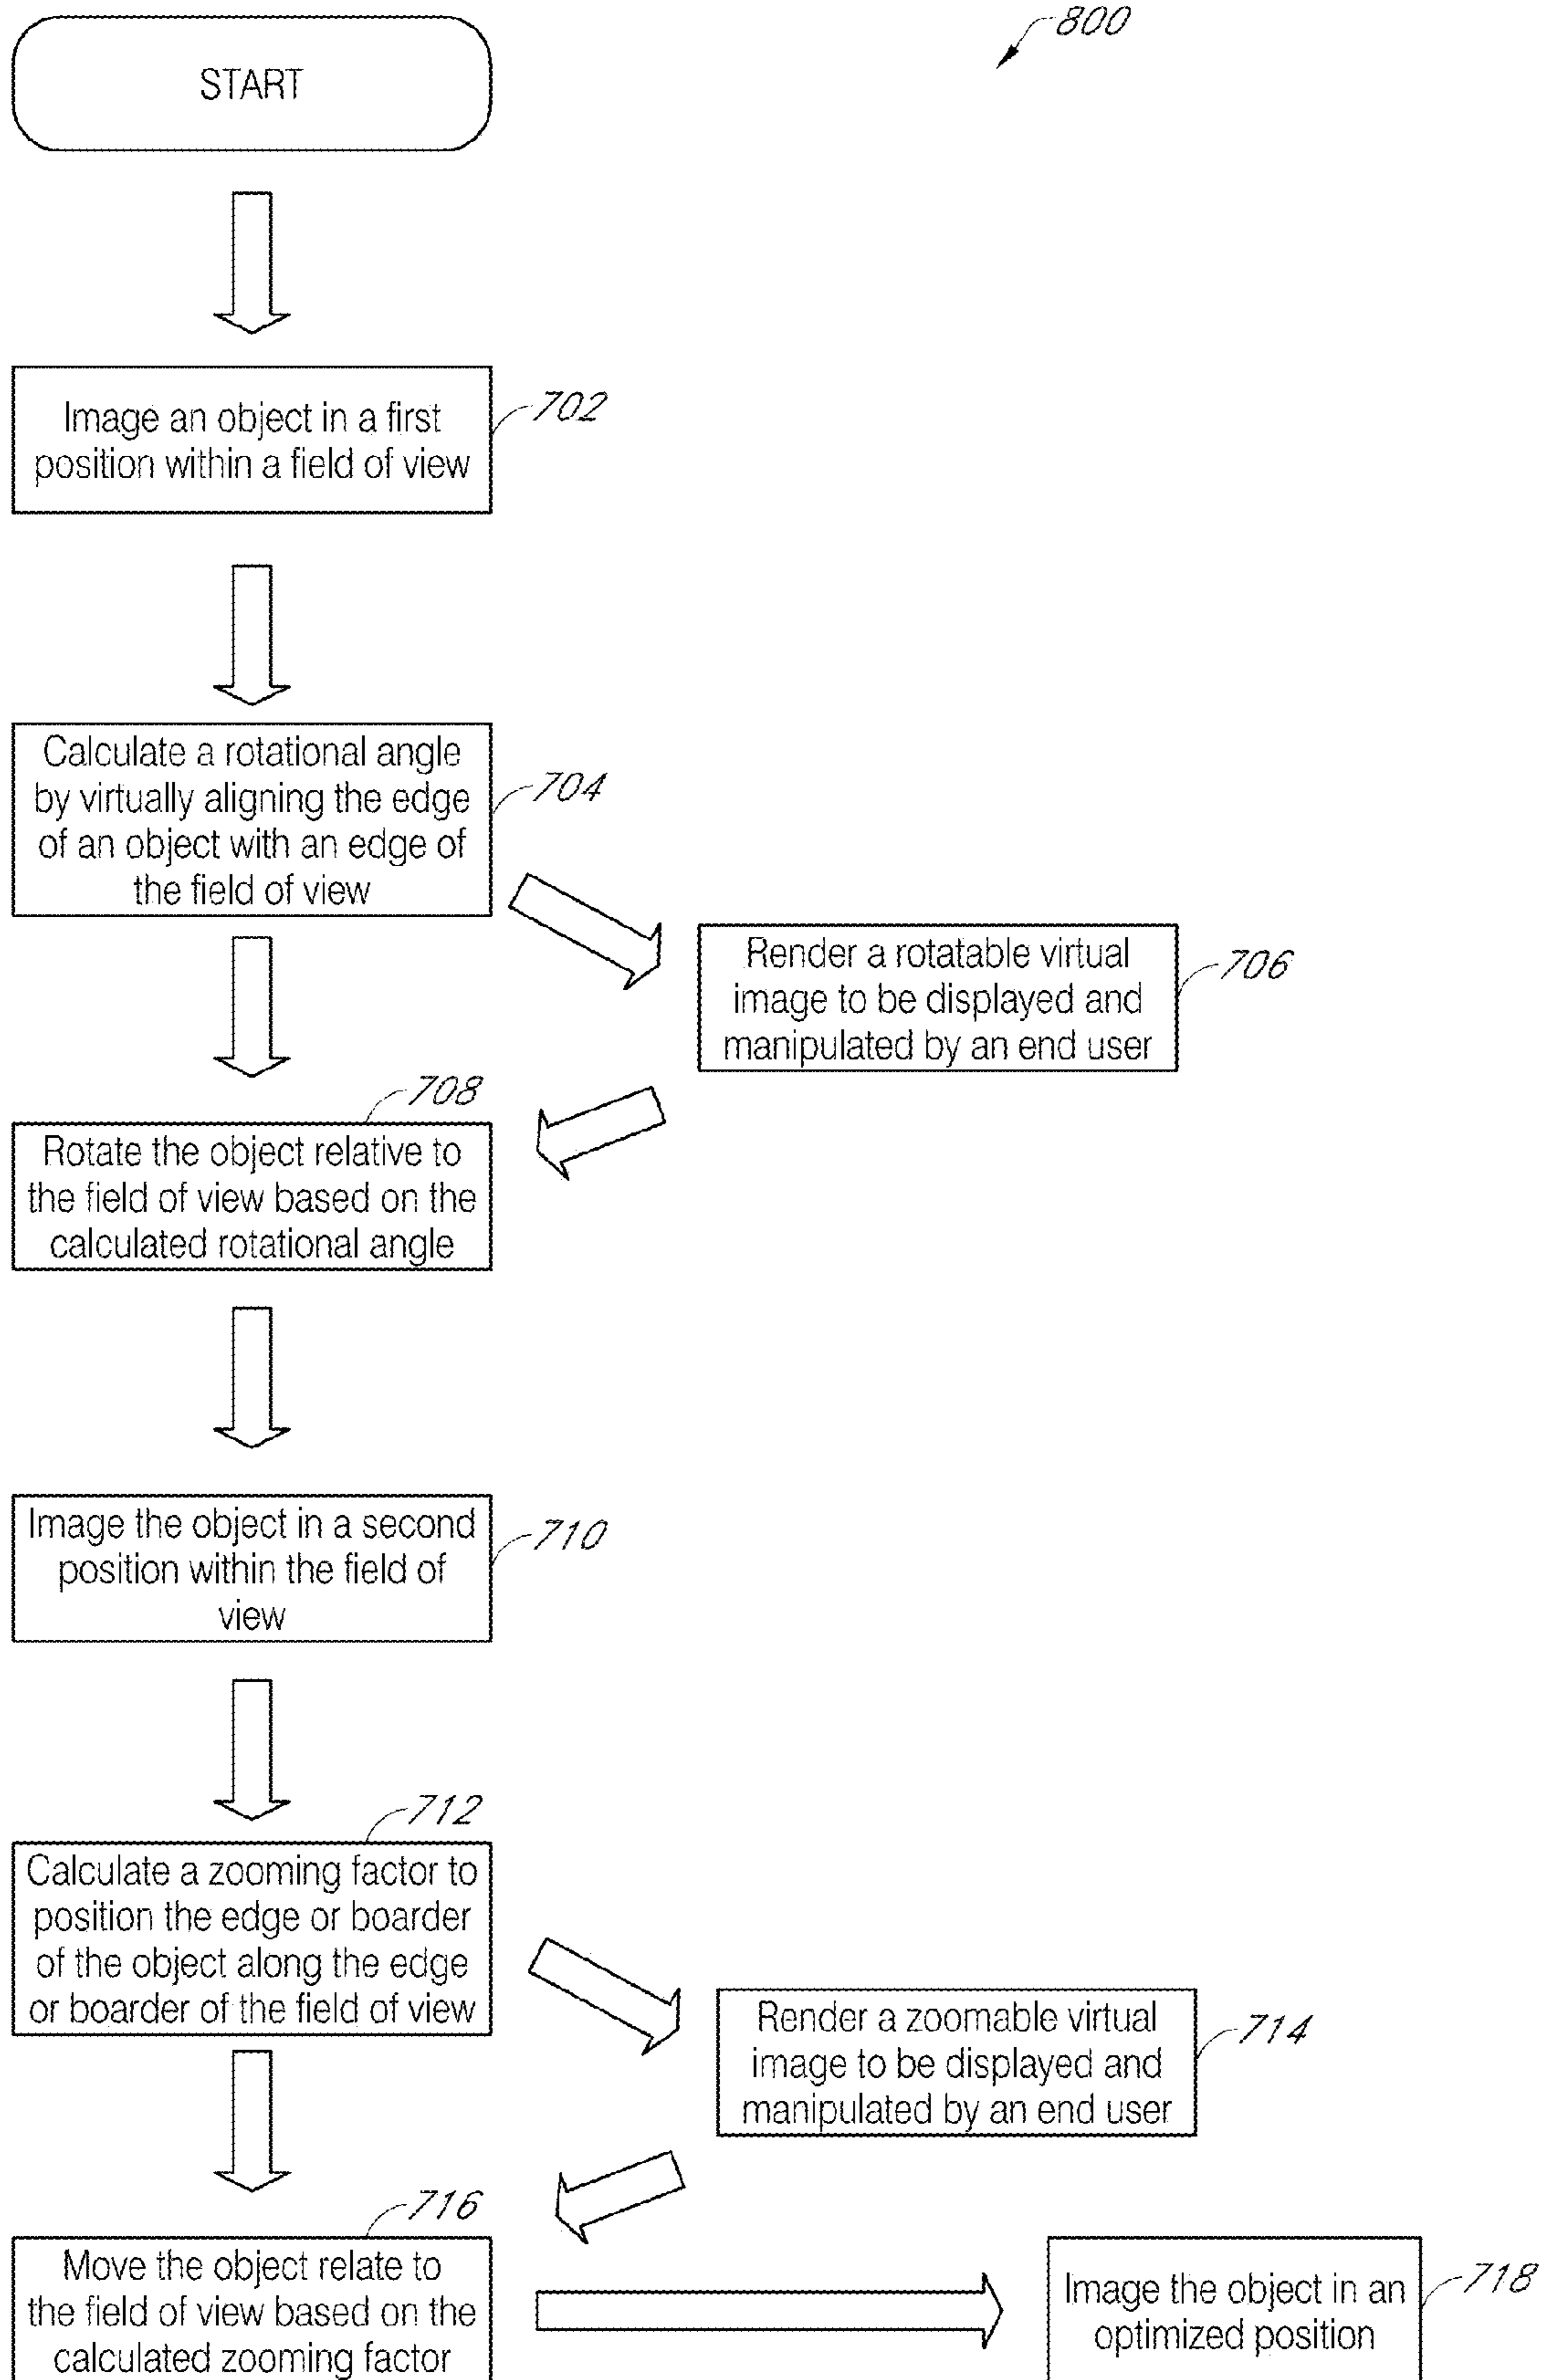 800
START
Image an object in a first
position within a field of view
702
Calculate a rotational angle
by virtually aligning the edge
of an object with an edge of
the field of view
704
Render a rotatable virtual
image to be displayed and
manipulated by an end user
706
708
Rotate the object relative to
the field of view based on the
calculated rotational angle
Image the object in a second
position within the field of
view
710
712
Calculate a zooming factor to
position the edge or boarder
of the object along the edge
or boarder of the field of view
Render a zoomable virtual
image to be displayed and
manipulated by an end user
714
716
Move the object relate to
the field of view based on the
calculated zooming factor
Image the object in an
optimized position
718